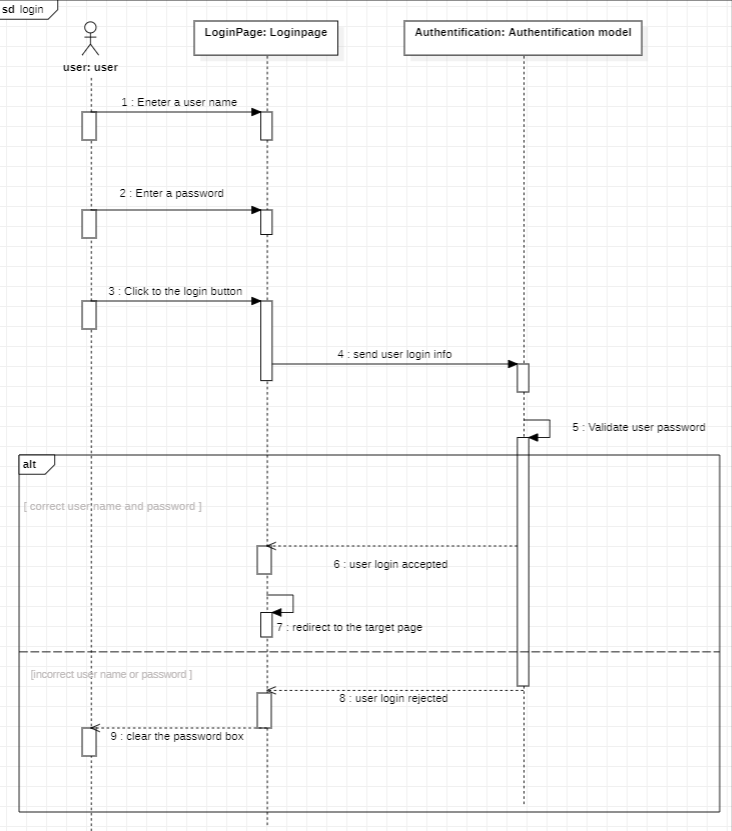 sd login
LoginPage: Loginpage
Authentification: Authentification model
user: user
1 : Eneter a user name
2 : Enter a password
3 : Click to the login button
4 : send user login info
5 : Validate user password
alt
[ correct user name and password ]
6 : user login accepted
7 : redirect to the target page
[incorrect user name or password ]
8 : user login rejected
9 : clear the password box